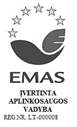 EMAS
ĮVERTINTA
APLINKOSAUGOS
VADYBA
REG.NR. LT-000008